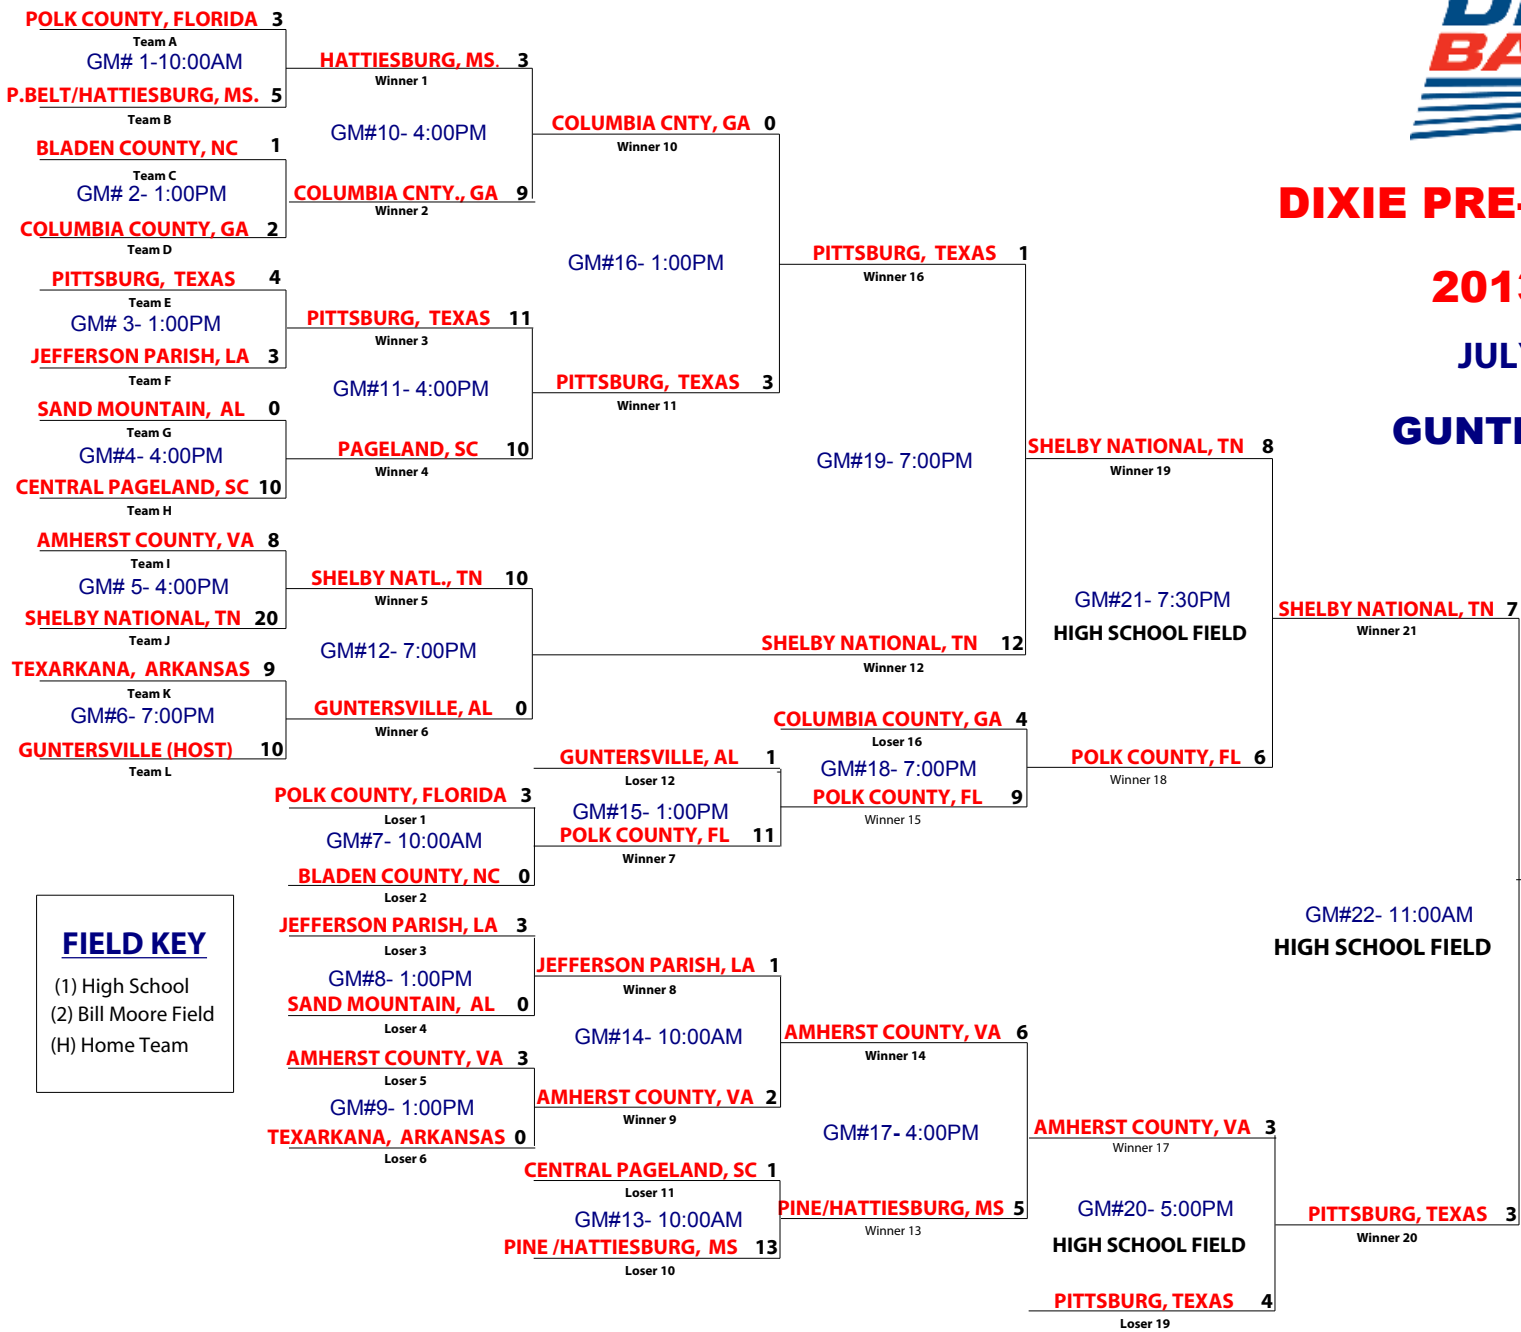 POLK COUNTY, FLORIDA 3
Team A
GM# 1-10:00AM
P.BELT/HATTIESBURG, MS. 5
Team B
BLADEN COUNTY, NC 1
Team C
GM# 2- 1:00PM
COLUMBIA COUNTY, GA 2
Team D
PITTSBURG, TEXAS 4
Team E
GM# 3- 1:00PM
JEFFERSON PARISH, LA 3
Team F
SAND MOUNTAIN, AL 0
Team G
GM#4- 4:00PM
CENTRAL PAGELAND, SC 10
Team H
AMHERST COUNTY, VA 8
Team I
GM# 5- 4:00PM
SHELBY NATIONAL, TN 20
Team J
TEXARKANA, ARKANSAS 9
Team K
GM#6- 7:00PM
GUNTERSVILLE (HOST) 10
Team L
HATTIESBURG, MS. 3
Winner 1
GM#10- 4:00PM
COLUMBIA CNTY., GA 9
Winner 2
PITTSBURG, TEXAS 11
Winner 3
GM#11- 4:00PM
PAGELAND, SC 10
Winner 4
SHELBY NATL., TN 10
Winner 5
GM#12- 7:00PM
GUNTERSVILLE, AL 0
Winner 6
POLK COUNTY, FLORIDA 3
Loser 1
GM#7- 10:00AM
BLADEN COUNTY, NC 0
Loser 2
JEFFERSON PARISH, LA 3
Loser 3
GM#8- 1:00PM
SAND MOUNTAIN, AL 0
Loser 4
AMHERST COUNTY, VA 3
Loser 5
GM#9- 1:00PM
TEXARKANA, ARKANSAS 0
Loser 6
COLUMBIA CNTY, GA 0
Winner 10
GM#16- 1:00PM
PITTSBURG, TEXAS 3
Winner 11
SHELBY NATIONAL, TN 12
Winner 12
GUNTERSVILLE, AL 1
Loser 12
GM#15- 1:00PM
POLK COUNTY, FL 11
Winner 7
JEFFERSON PARISH, LA 1
Winner 8
GM#14- 10:00AM
AMHERST COUNTY, VA 2
Winner 9
CENTRAL PAGELAND, SC 1
Loser 11
GM#13- 10:00AM
PINE /HATTIESBURG, MS 13
Loser 10
PITTSBURG, TEXAS 1
Winner 16
GM#19- 7:00PM
COLUMBIA COUNTY, GA 4
Loser 16
GM#18- 7:00PM
POLK COUNTY, FL 9
Winner 15
AMHERST COUNTY, VA 6
Winner 14
GM#17- 4:00PM
PINE/HATTIESBURG, MS 5
Winner 13
SHELBY NATIONAL, TN 8
Winner 19
GM#21- 7:30PM
HIGH SCHOOL FIELD
POLK COUNTY, FL 6
Winner 18
AMHERST COUNTY, VA 3
Winner 17
GM#20- 5:00PM
HIGH SCHOOL FIELD
PITTSBURG, TEXAS 4
Loser 19
SHELBY NATIONAL, TN 7
Winner 21
GM#22- 11:00AM
HIGH SCHOOL FIELD
PITTSBURG, TEXAS 3
Winner 20
DIXIE PRE-
201
JULY
GUNT
FIELD KEY
(1) High School
(2) Bill Moore Field
(H) Home Team